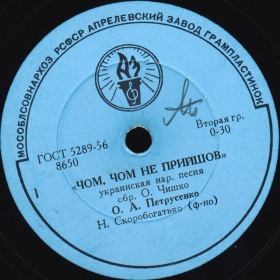 МОСОБЛСОВНАРХОЗ РСФСР АПРЕЛЕВСКИЙ ЗАВОД ГРАМПЛАСТИНОК
АЗ
ГОСТ 5289-56
8650
Вторая гр.
0-30
«ЧОМ, ЧОМ НЕ ПРИЙШОВ»
украинская нар. песня
обр. О. Чишко
О. А. Петрусенко
Н. Скоробогатько (ф-но)